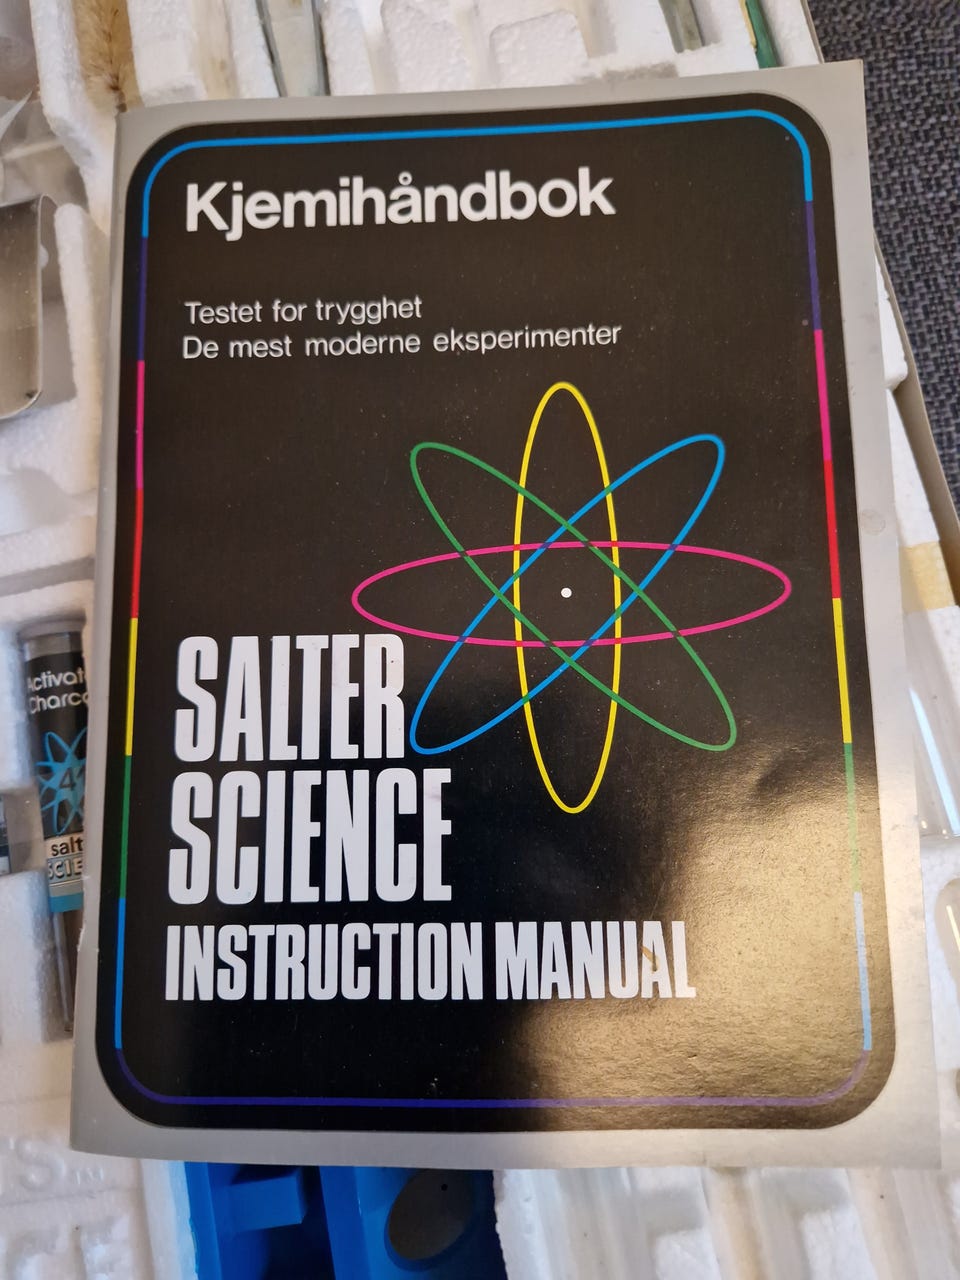 Kjemihåndbok
Testet for trygghet
De mest moderne eksperimenter
SALTER
SCIENCE
INSTRUCTION MANUAL